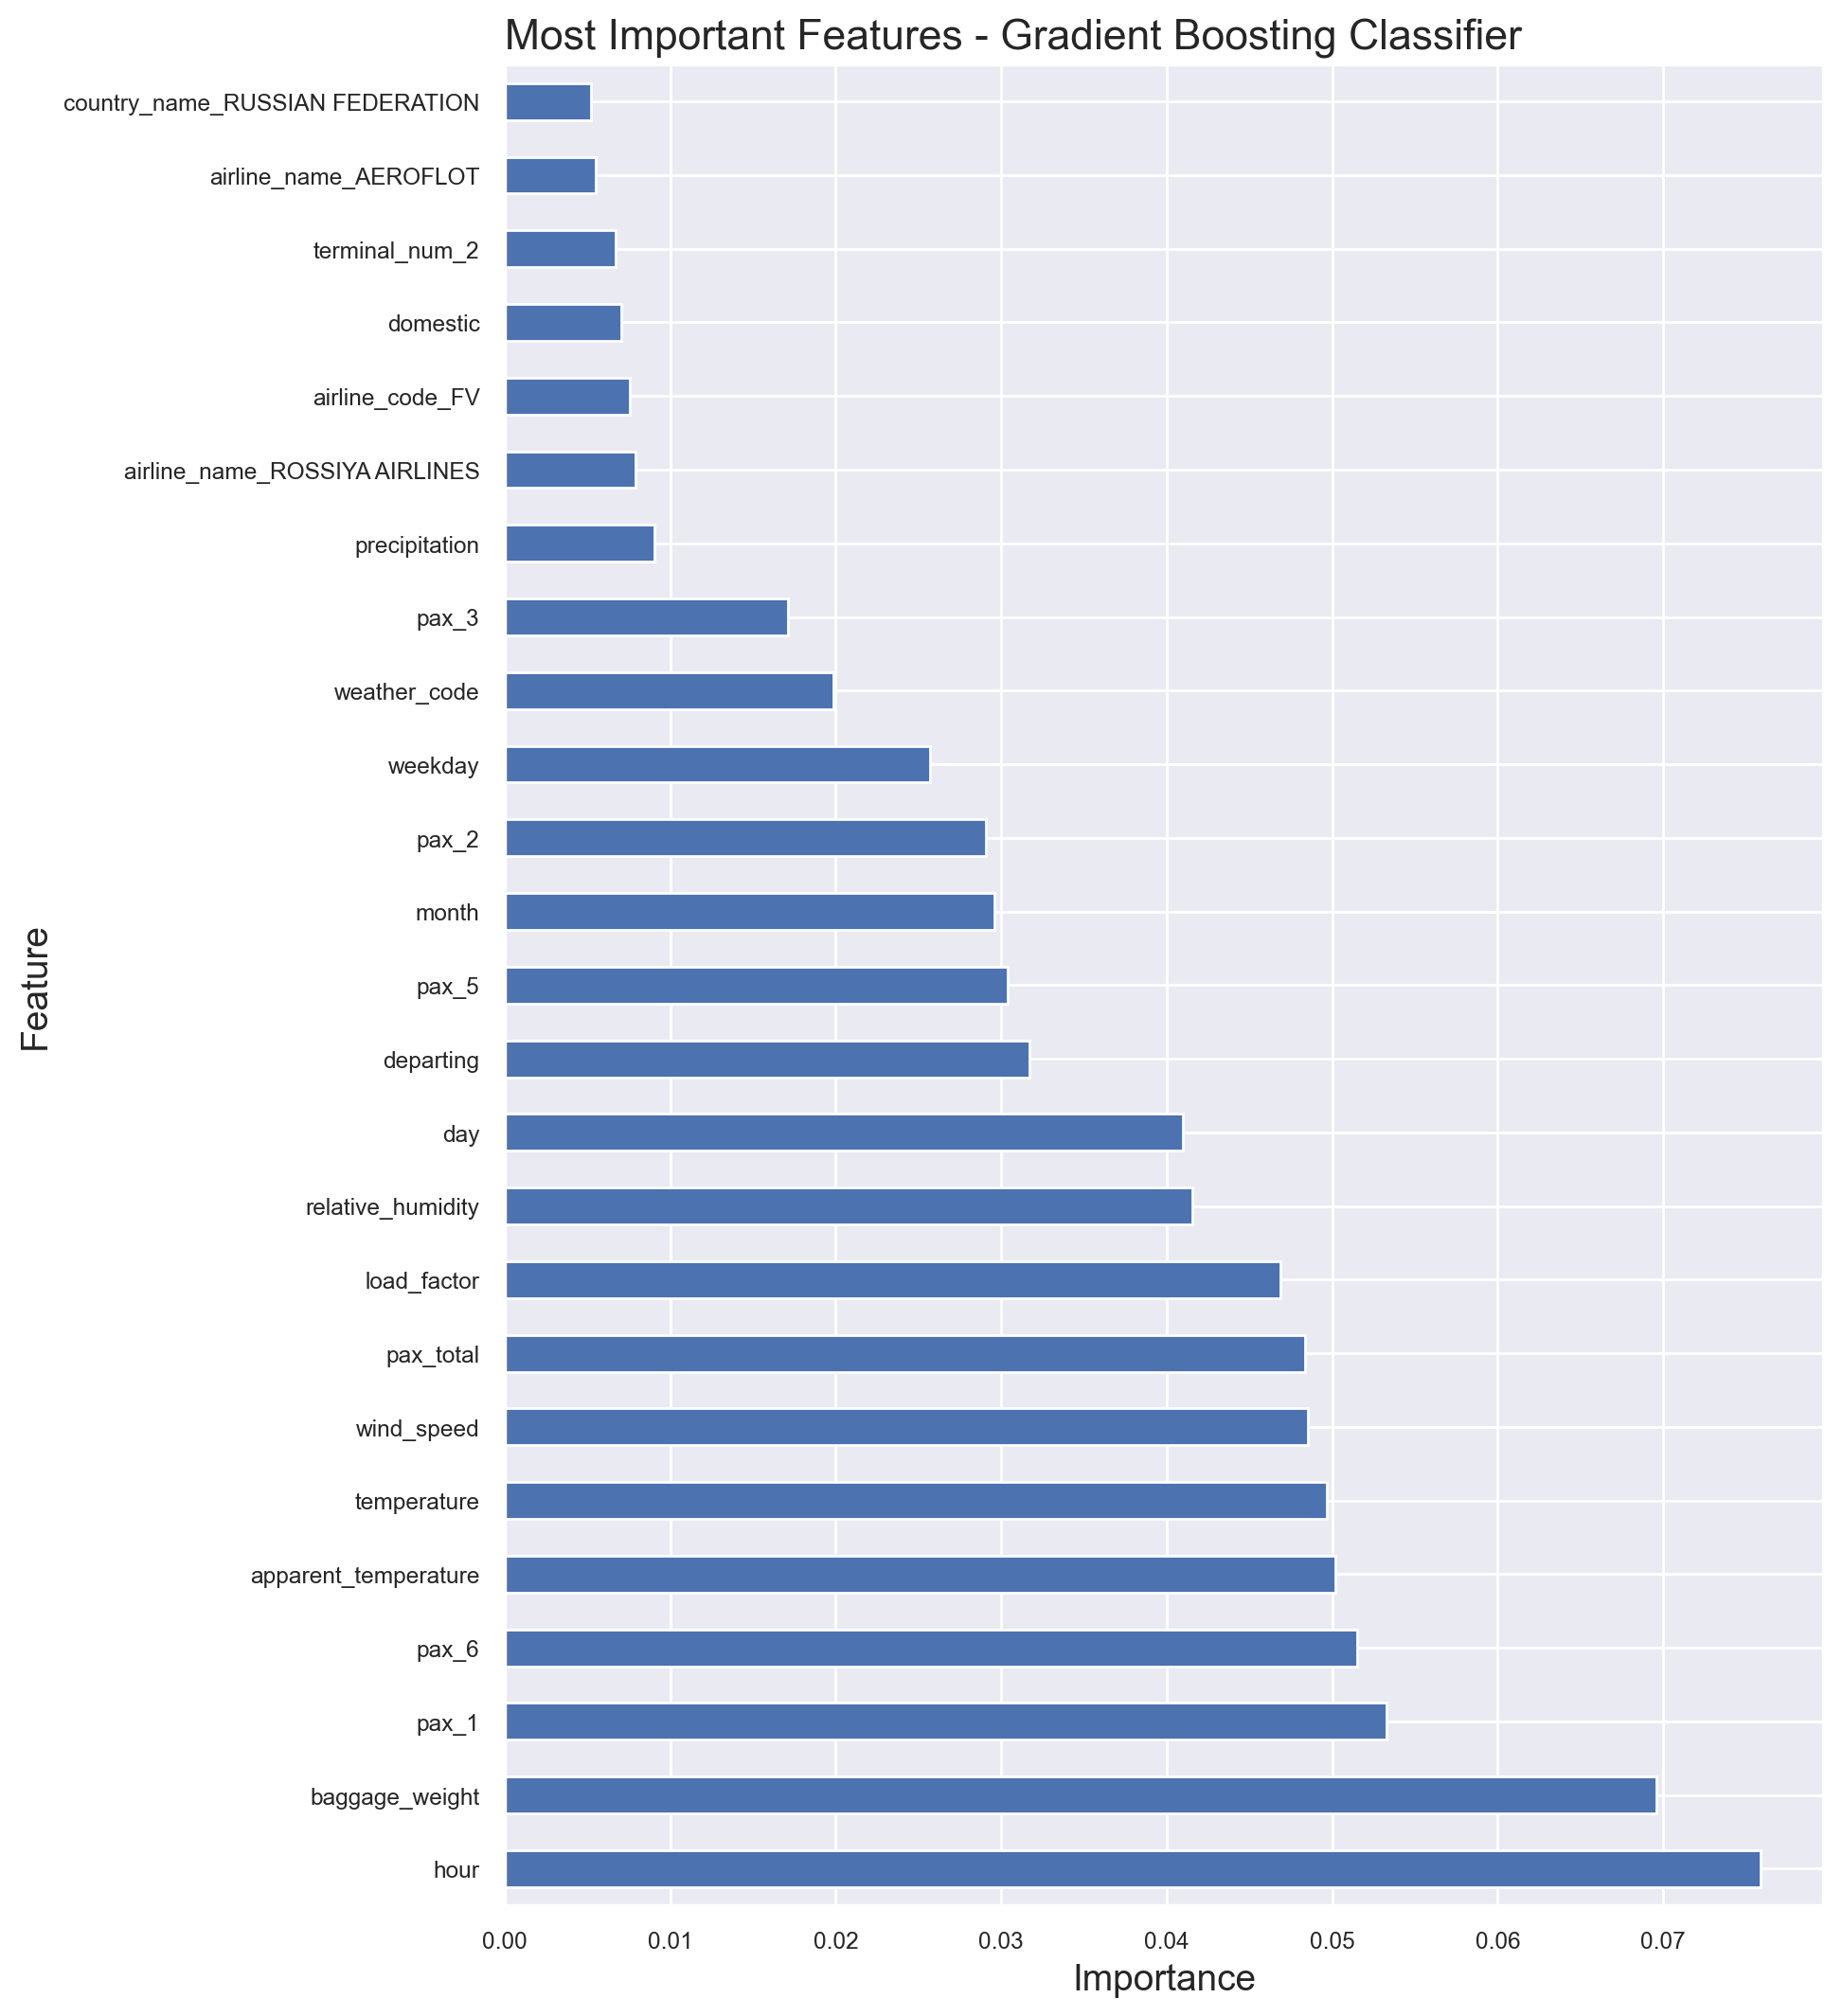 Most Important Features - Gradient Boosting Classifier
country_name_RUSSIAN FEDERATION
airline_name_AEROFLOT
terminal_num_2
domestic
airline_code_FV
airline_name_ROSSIYA AIRLINES
precipitation
pax_3
weather_code
weekday
pax_2
month
pax_5
departing
day
relative_humidity
load_factor
pax_total
wind_speed
temperature
apparent_temperature
pax_6
pax_1
baggage_weight
hour
Feature
0.00 0.01 0.02 0.03 0.04 0.05 0.06 0.07
Importance